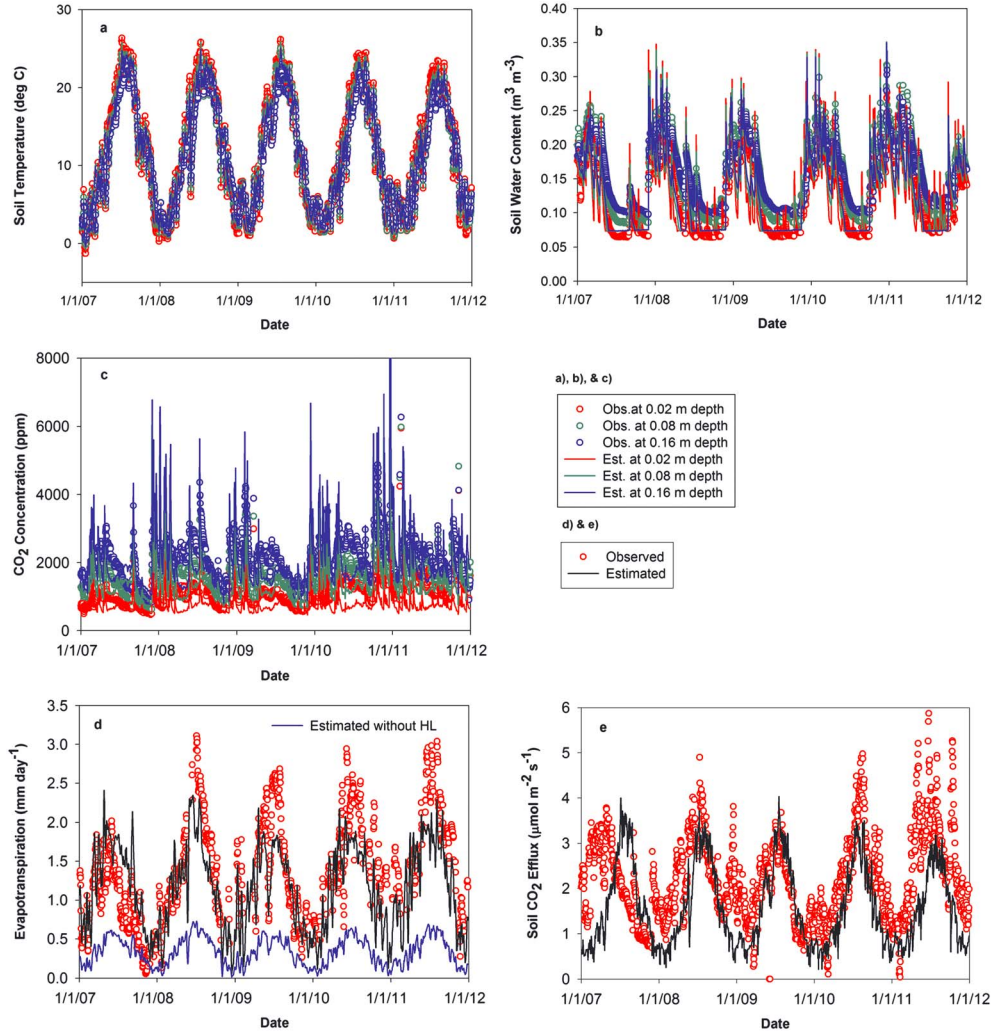 a
30
20
10
0
Soil Temperature (deg C)
1/1/07 1/1/08 1/1/09 1/1/10 1/1/11 1/1/12
Date
b
0.40
0.35
0.30
0.25
0.20
0.15
0.10
0.05
0.00
Soil Water Content (m³ m⁻³)
1/1/07 1/1/08 1/1/09 1/1/10 1/1/11 1/1/12
Date
c
8000
6000
4000
2000
0
CO₂ Concentration (ppm)
1/1/07 1/1/08 1/1/09 1/1/10 1/1/11 1/1/12
Date
a), b), & c)
Obs.at 0.02 m depth
Obs. at 0.08 m depth
Obs. at 0.16 m depth
Est. at 0.02 m depth
Est. at 0.08 m depth
Est. at 0.16 m depth
d) & e)
Observed
Estimated
d
Estimated without HL
3.5
3.0
2.5
2.0
1.5
1.0
0.5
0.0
Evapotranspiration (mm day⁻¹)
1/1/07 1/1/08 1/1/09 1/1/10 1/1/11 1/1/12
Date
e
6
5
4
3
2
1
0
Soil CO₂ Efflux (μmol m⁻² s⁻¹)
1/1/07 1/1/08 1/1/09 1/1/10 1/1/11 1/1/12
Date